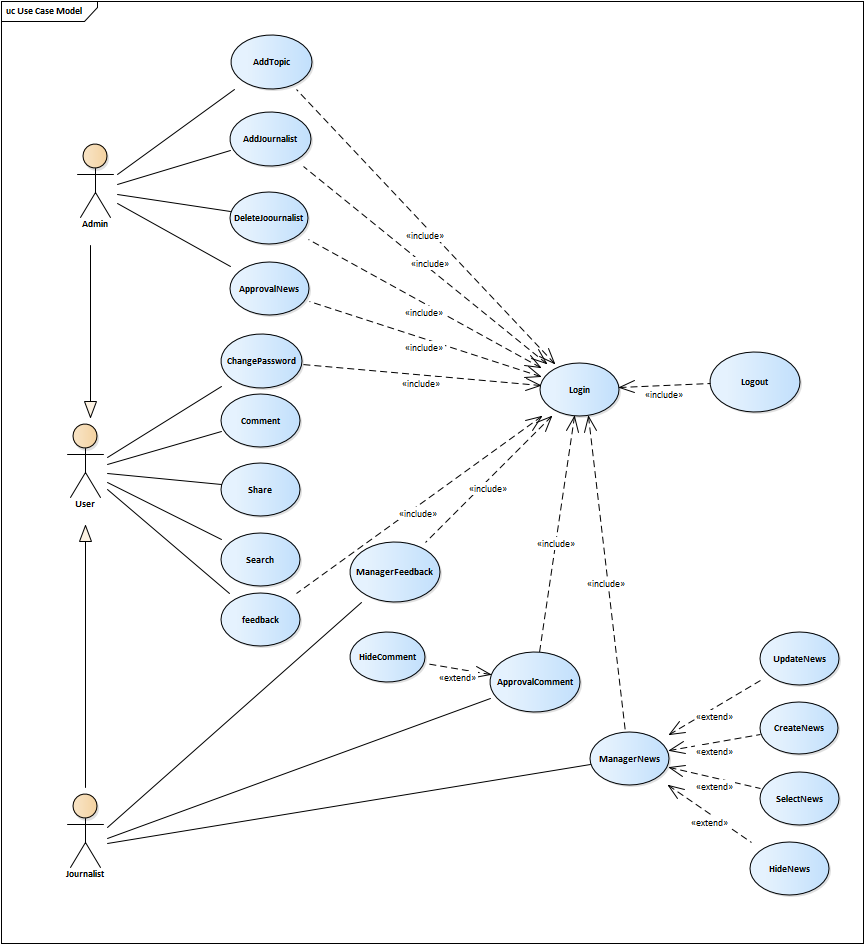 uc Use Case Model
AddTopic
AddJournalist
Admin
DeleteJoournalist
«include»
«include»
ApprovalNews
«include»
«include»
ChangePassword
«include»
Login
Logout
«include»
Comment
User
Share
«include»
«include»
Search
«include»
ManagerFeedback
«include»
feedback
HideComment
«extend»
ApprovalComment
UpdateNews
«extend»
CreateNews
ManagerNews
«extend»
«extend»
SelectNews
«extend»
HideNews
Journalist